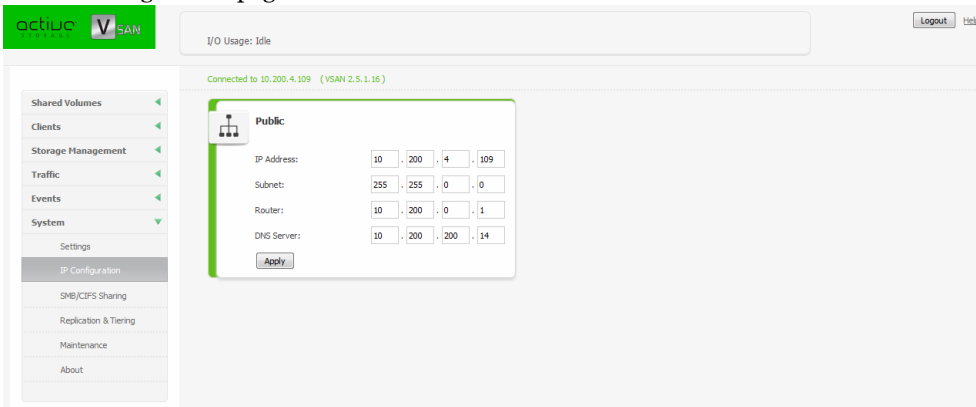 active V SAN
STORAGE
I/O Usage: Idle
Logout
Connected to 10.200.4.109 ( VSAN 2.5.1.16 )
Shared Volumes
Clients
Storage Management
Traffic
Events
System
Settings
IP Configuration
SMB/CIFS Sharing
Replication & Tiering
Maintenance
About
Public
IP Address: 10 . 200 . 4 . 109
Subnet: 255 . 255 . 0 . 0
Router: 10 . 200 . 0 . 1
DNS Server: 10 . 200 . 200 . 14
Apply